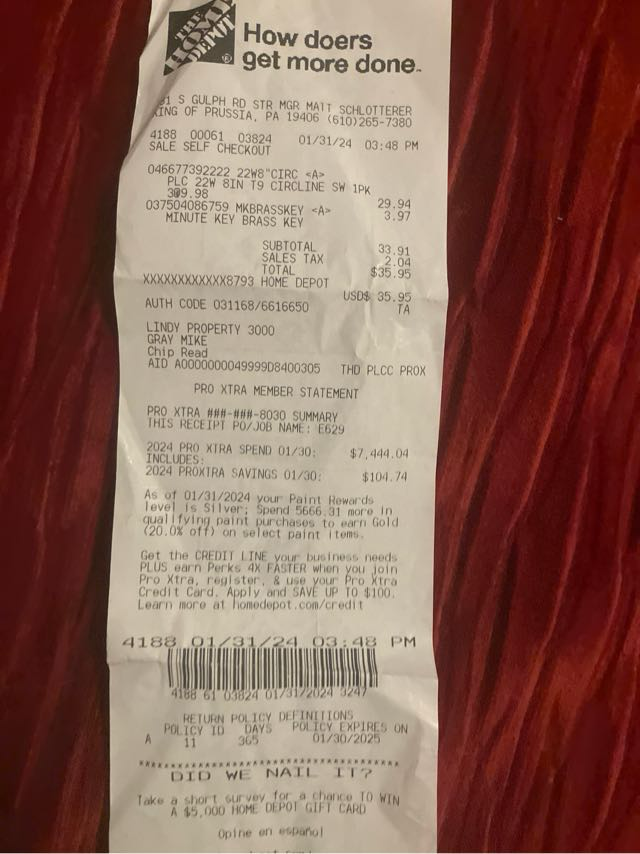 THE
HOME
DEPOT
How doers
get more done.
S GULPH RD STR MGR MATT SCHLOTTERER
KING OF PRUSSIA, PA 19406 (610)265-7380
4188 00061 03824 01/31/24 03:48 PM
SALE SELF CHECKOUT
046677392222 22W8"CIRC <A>
PLC 22W 8IN T9 CIRCLINE SW 1PK
3@9.98 29.94
037504086759 MKBRASSKEY <A> 3.97
MINUTE KEY BRASS KEY
SUBTOTAL 33.91
SALES TAX 2.04
TOTAL $35.95
XXXXXXXXXXXX8793 HOME DEPOT
USD$ 35.95
AUTH CODE 031168/6616650 TA
LINDY PROPERTY 3000
GRAY MIKE
Chip Read
AID A0000000049999D8400305 THD PLCC PROX
PRO XTRA MEMBER STATEMENT
PRO XTRA ###-###-8030 SUMMARY
THIS RECEIPT PO/JOB NAME: E629
2024 PRO XTRA SPEND 01/30: $7,444.04
INCLUDES:
2024 PROXTRA SAVINGS 01/30: $104.74
As of 01/31/2024 your Paint Rewards
level is Silver; Spend 5666.31 more in
qualifying paint purchases to earn Gold
(20.0% off) on select paint items.
Get the CREDIT LINE your business needs
PLUS earn Perks 4X FASTER when you join
Pro Xtra, register, & use your Pro Xtra
Credit Card. Apply and SAVE UP TO $100.
Learn more at homedepot.com/credit
4188 01/31/24 03:48 PM
4188 61 03824 01/31/2024 3247
RETURN POLICY DEFINITIONS
POLICY ID DAYS POLICY EXPIRES ON
A 11 365 01/30/2025
*************************************
DID WE NAIL IT?
Take a short survey for a chance TO WIN
A $5,000 HOME DEPOT GIFT CARD
Opine en español